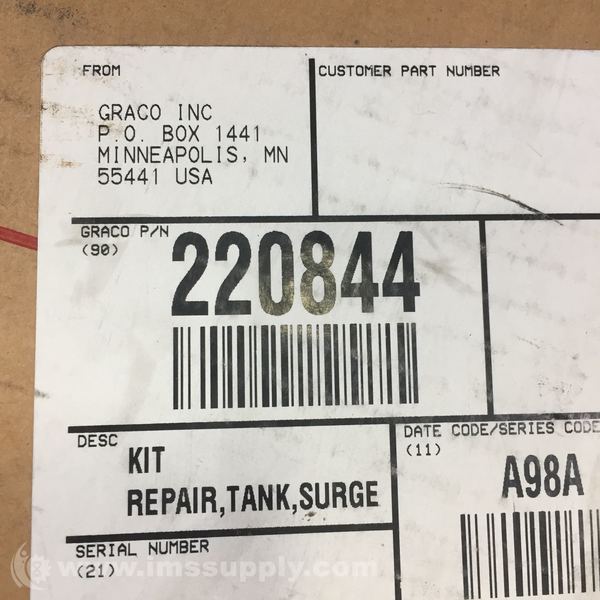 FROM
GRACO INC
P.O. BOX 1441
MINNEAPOLIS, MN
55441 USA
CUSTOMER PART NUMBER
GRACO P/N
(90)
220844
DESC
KIT
REPAIR,TANK,SURGE
DATE CODE/SERIES CODE
(11)
A98A
SERIAL NUMBER
(21)
www.imssupply.com